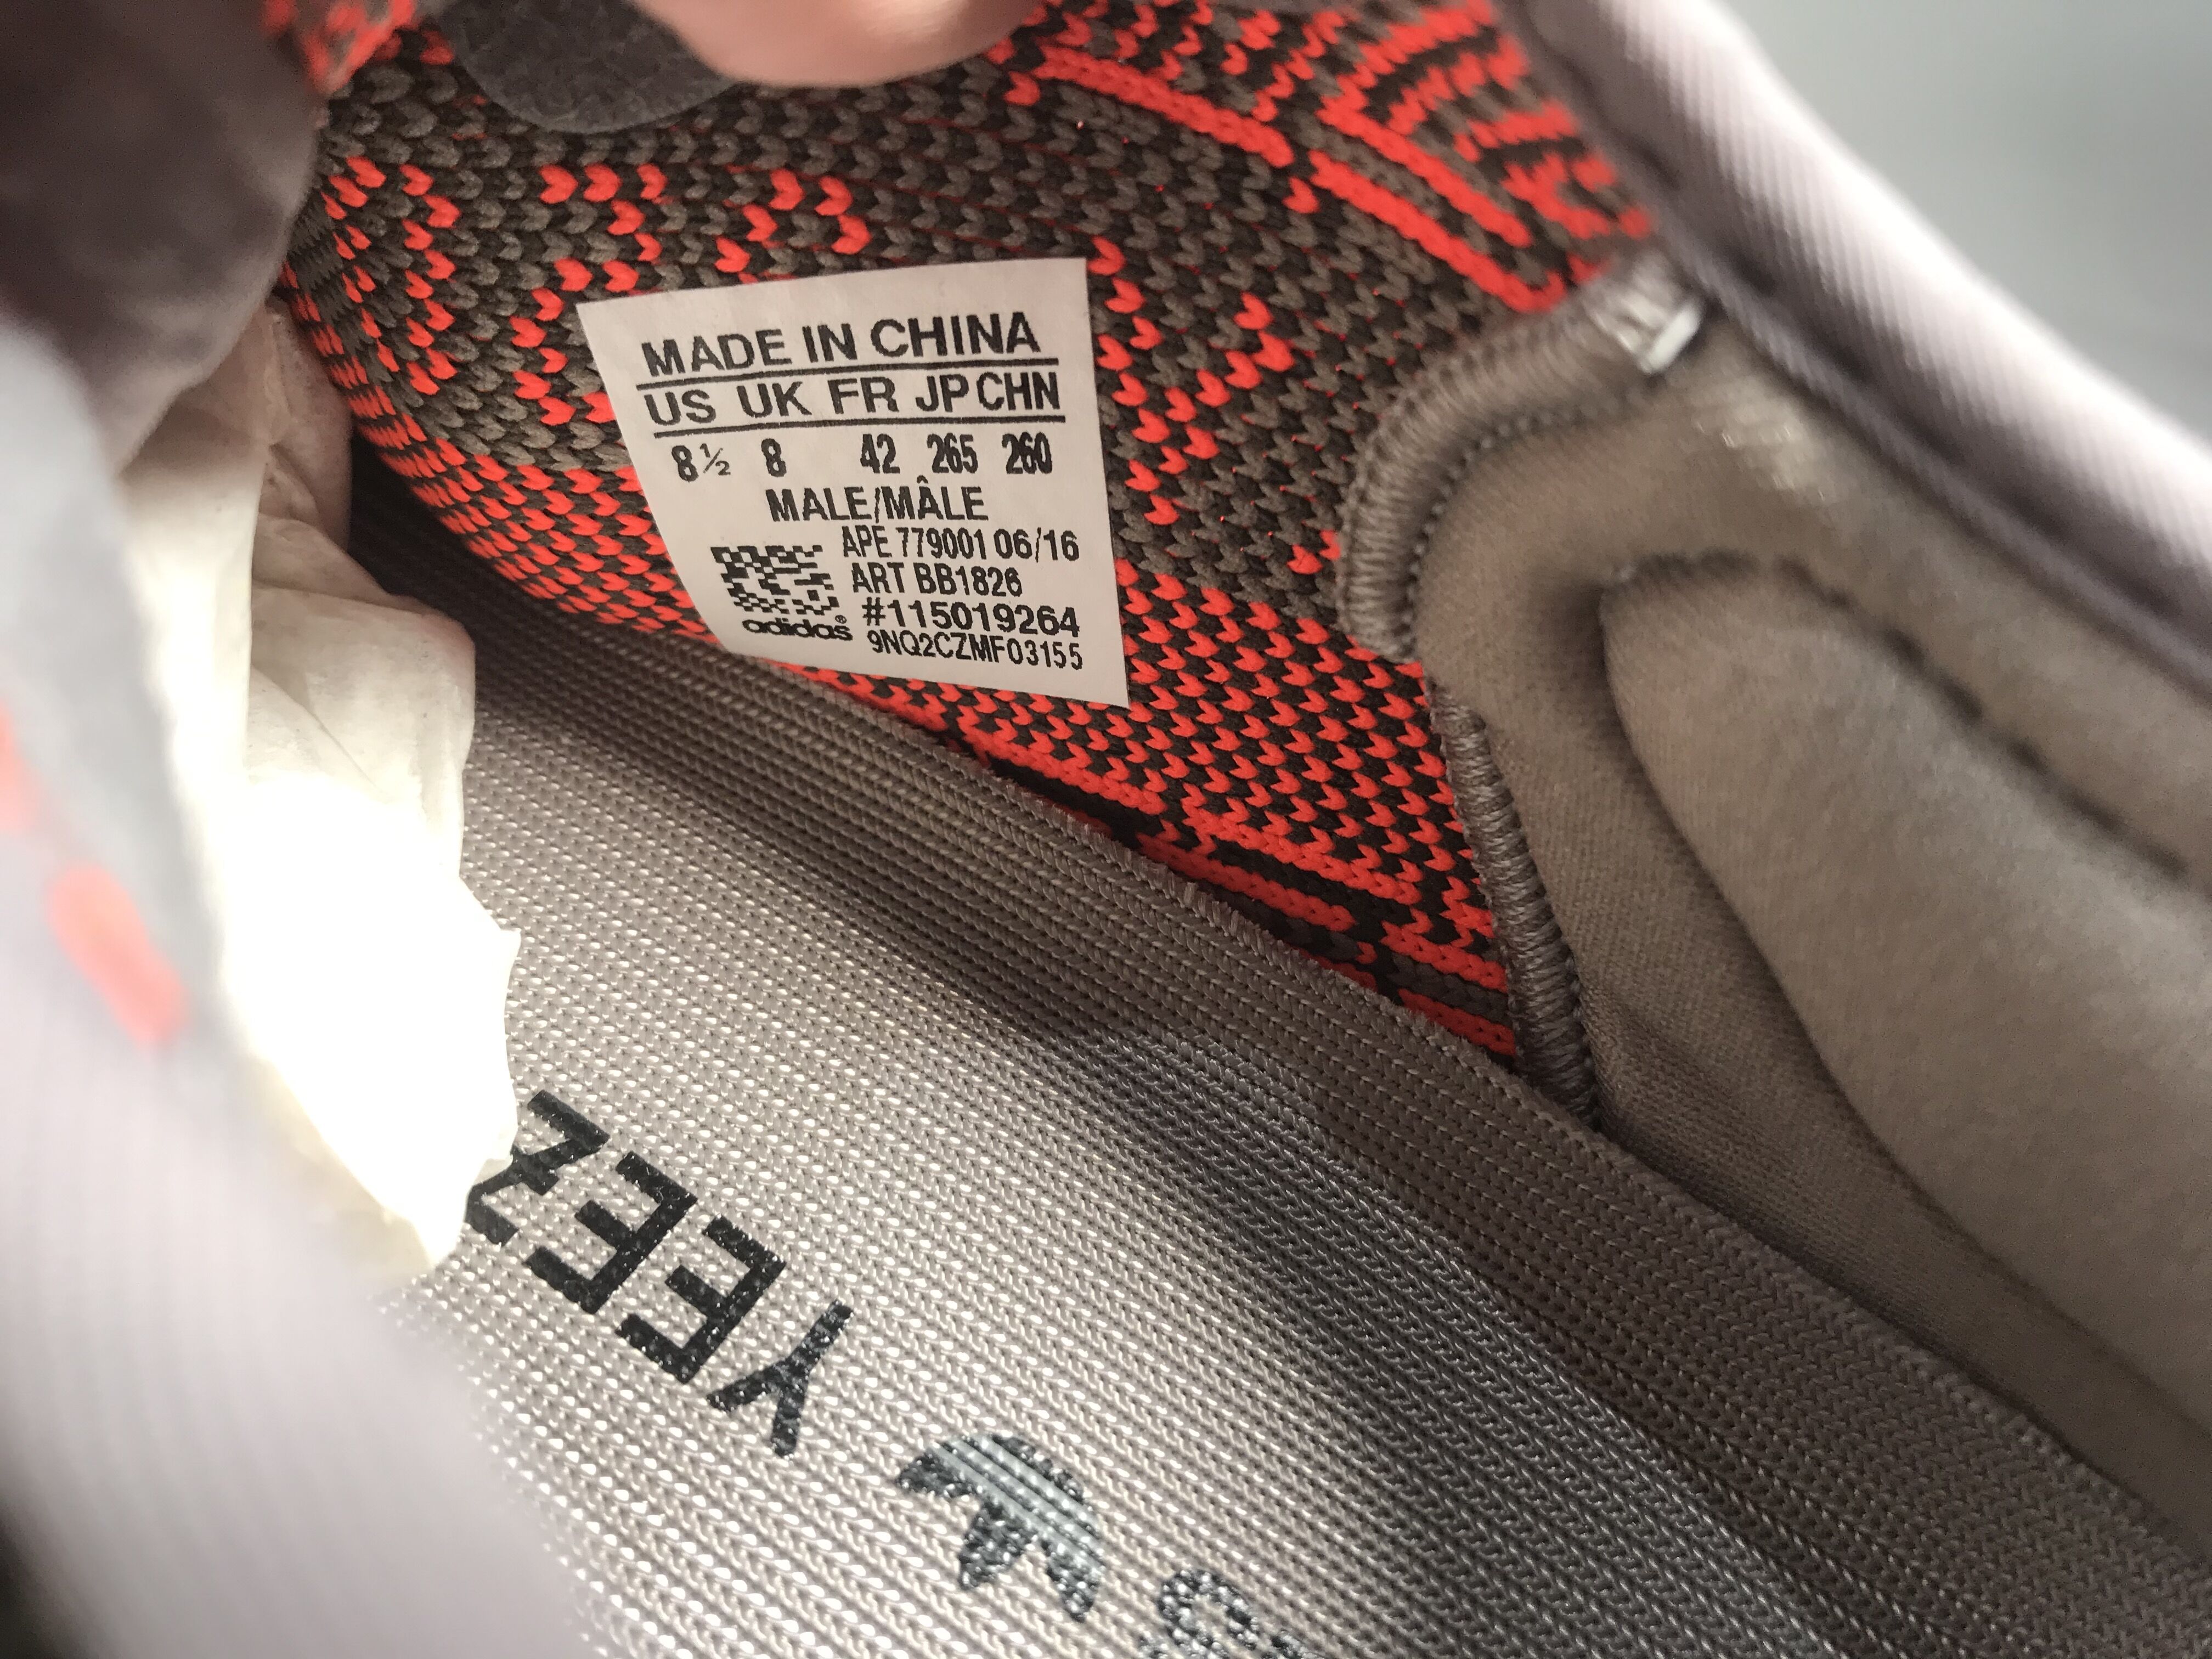 MADE IN CHINA
US UK FR JP CHN
8½ 8 42 265 260
MALE/MÂLE
APE 779001 06/16
ART BB1826
#115019264
adidas® 9NQ2CZMF03155
YEEZ